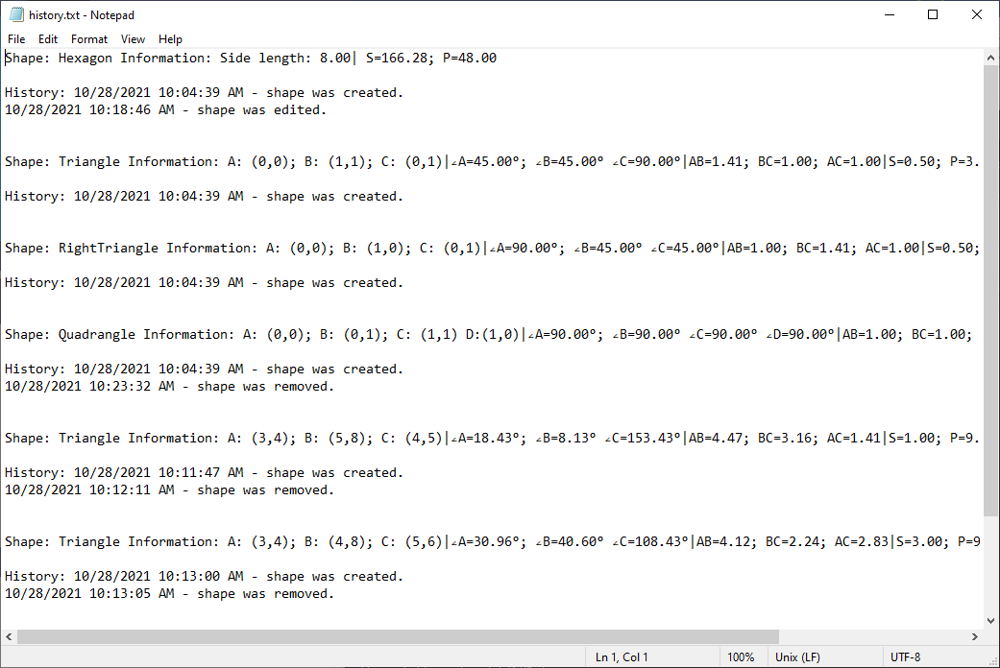 history.txt - Notepad
File Edit Format View Help
Shape: Hexagon Information: Side length: 8.00| S=166.28; P=48.00
History: 10/28/2021 10:04:39 AM - shape was created.
10/28/2021 10:18:46 AM - shape was edited.
Shape: Triangle Information: A: (0,0); B: (1,1); C: (0,1)|∠A=45.00°; ∠B=45.00° ∠C=90.00°|AB=1.41; BC=1.00; AC=1.00|S=0.50; P=3.
History: 10/28/2021 10:04:39 AM - shape was created.
Shape: RightTriangle Information: A: (0,0); B: (1,0); C: (0,1)|∠A=90.00°; ∠B=45.00° ∠C=45.00°|AB=1.00; BC=1.41; AC=1.00|S=0.50;
History: 10/28/2021 10:04:39 AM - shape was created.
Shape: Quadrangle Information: A: (0,0); B: (0,1); C: (1,1) D:(1,0)|∠A=90.00°; ∠B=90.00° ∠C=90.00° ∠D=90.00°|AB=1.00; BC=1.00;
History: 10/28/2021 10:04:39 AM - shape was created.
10/28/2021 10:23:32 AM - shape was removed.
Shape: Triangle Information: A: (3,4); B: (5,8); C: (4,5)|∠A=18.43°; ∠B=8.13° ∠C=153.43°|AB=4.47; BC=3.16; AC=1.41|S=1.00; P=9.
History: 10/28/2021 10:11:47 AM - shape was created.
10/28/2021 10:12:11 AM - shape was removed.
Shape: Triangle Information: A: (3,4); B: (4,8); C: (5,6)|∠A=30.96°; ∠B=40.60° ∠C=108.43°|AB=4.12; BC=2.24; AC=2.83|S=3.00; P=9
History: 10/28/2021 10:13:00 AM - shape was created.
10/28/2021 10:13:05 AM - shape was removed.
Ln 1, Col 1 100% Unix (LF) UTF-8